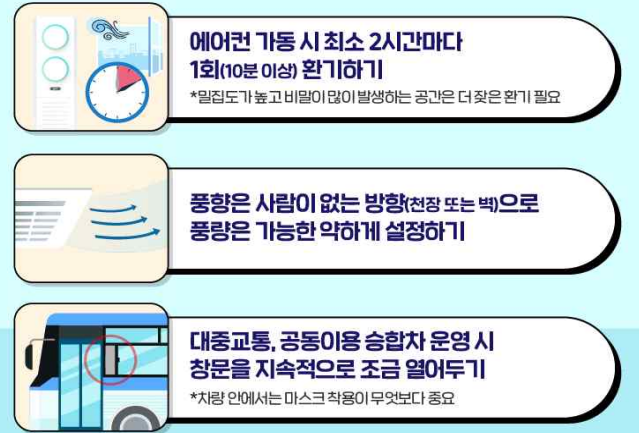 에어컨 가동 시 최소 2시간마다
1회(10분 이상) 환기하기
*밀집도가 높고 비말이 많이 발생하는 공간은 더 잦은 환기 필요
풍향은 사람이 없는 방향(천장 또는 벽)으로
풍량은 가능한 약하게 설정하기
대중교통, 공동이용 승합차 운영 시
창문을 지속적으로 조금 열어두기
*차량 안에서는 마스크 착용이 무엇보다 중요